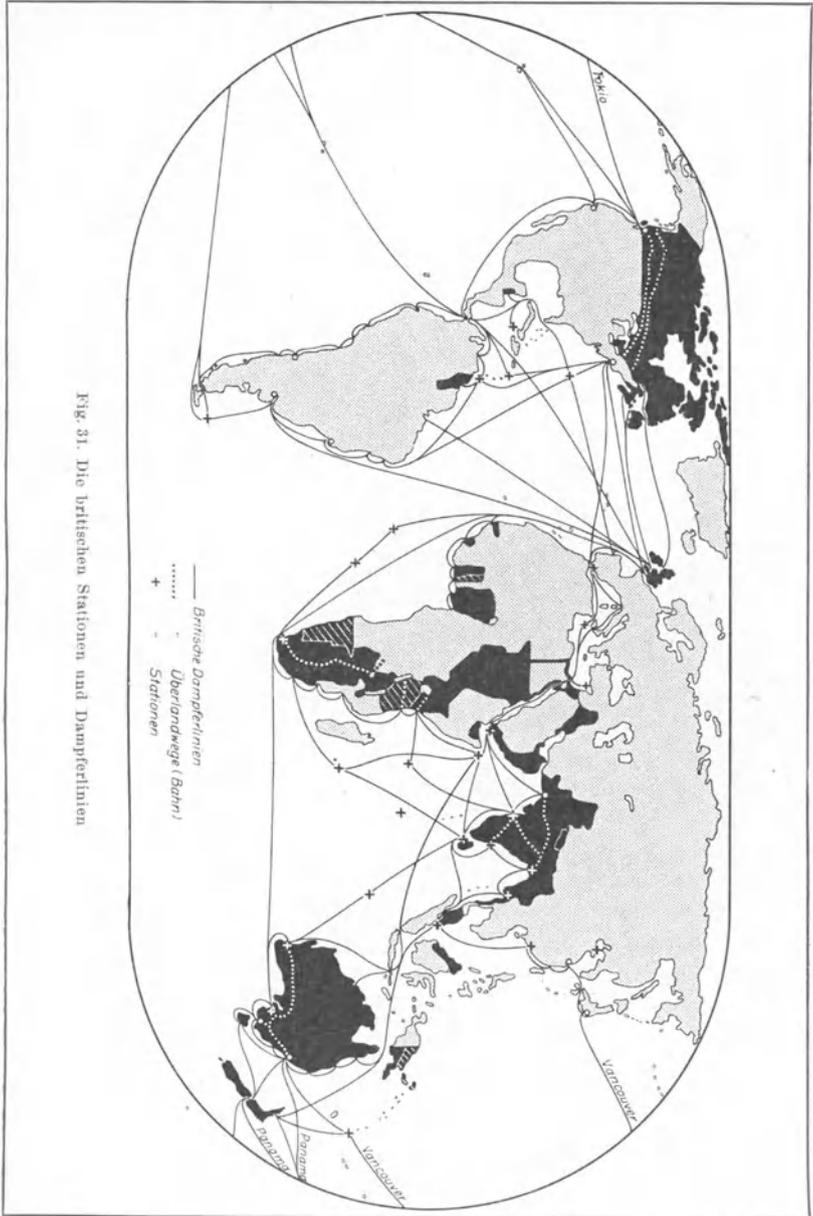 Tokio
Vancouver
Vancouver
Panama
Panama
—— Britische Dampferlinien
....... - Überlandwege (Bahn)
+ - Stationen
Fig. 31. Die britischen Stationen und Dampferlinien